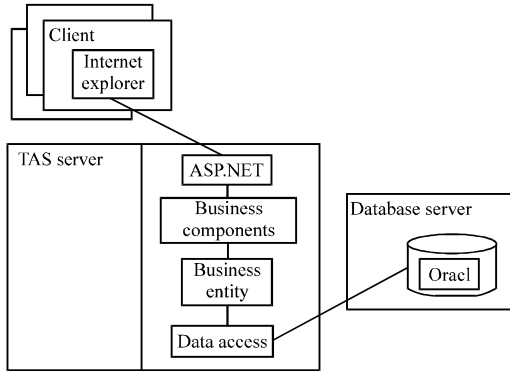 Client
Internet
explorer
TAS server
ASP.NET
Business
components
Business
entity
Data access
Database server
Oracl